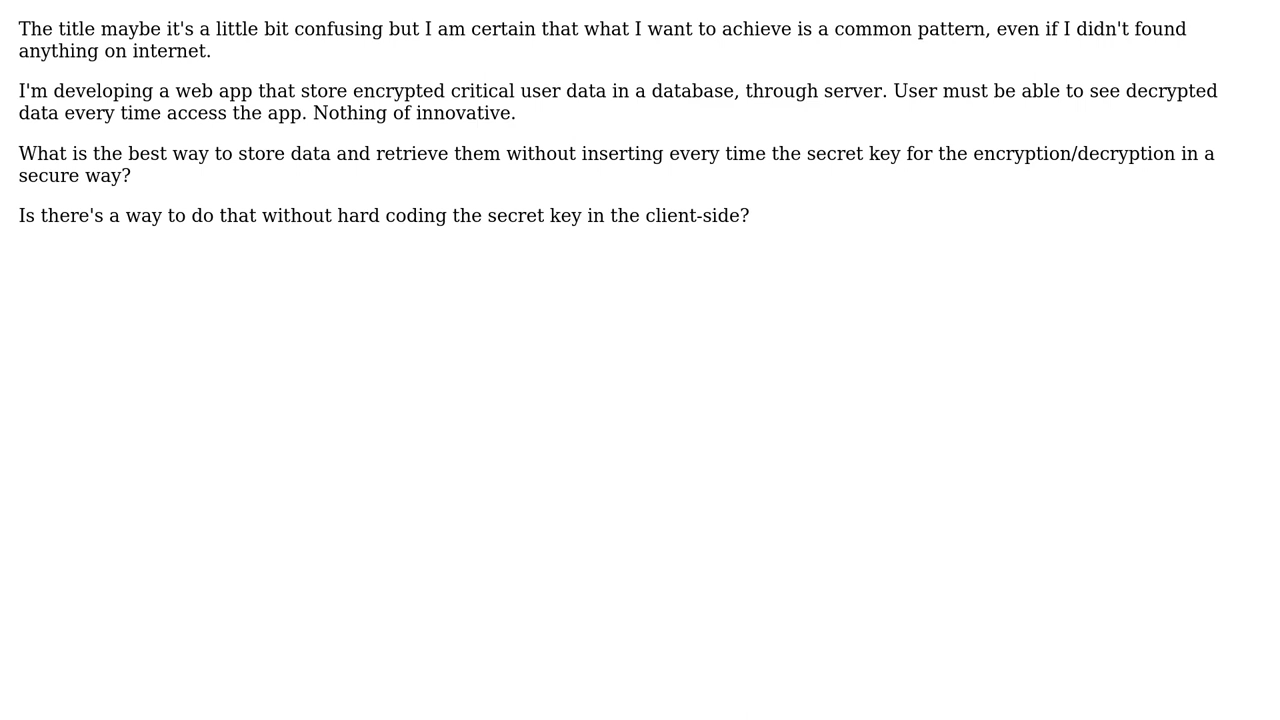 The title maybe it's a little bit confusing but I am certain that what I want to achieve is a common pattern, even if I didn't found
anything on internet.
I'm developing a web app that store encrypted critical user data in a database, through server. User must be able to see decrypted
data every time access the app. Nothing of innovative.
What is the best way to store data and retrieve them without inserting every time the secret key for the encryption/decryption in a
secure way?
Is there's a way to do that without hard coding the secret key in the client-side?